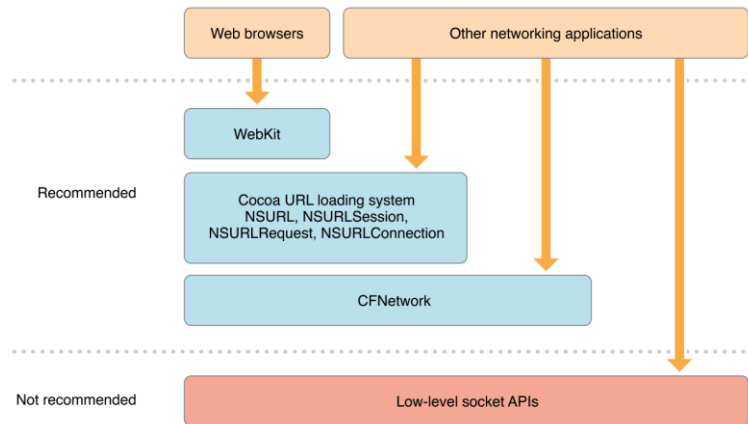 Web browsers
Other networking applications
WebKit
Recommended
Cocoa URL loading system
NSURL, NSURLSession,
NSURLRequest, NSURLConnection
CFNetwork
Not recommended
Low-level socket APIs